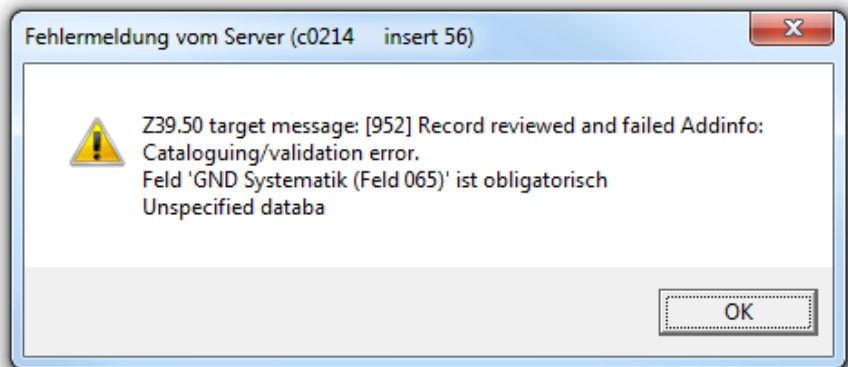 Fehlermeldung vom Server (c0214 insert 56)
Z39.50 target message: [952] Record reviewed and failed Addinfo:
Cataloguing/validation error.
Feld 'GND Systematik (Feld 065)' ist obligatorisch
Unspecified databa
OK